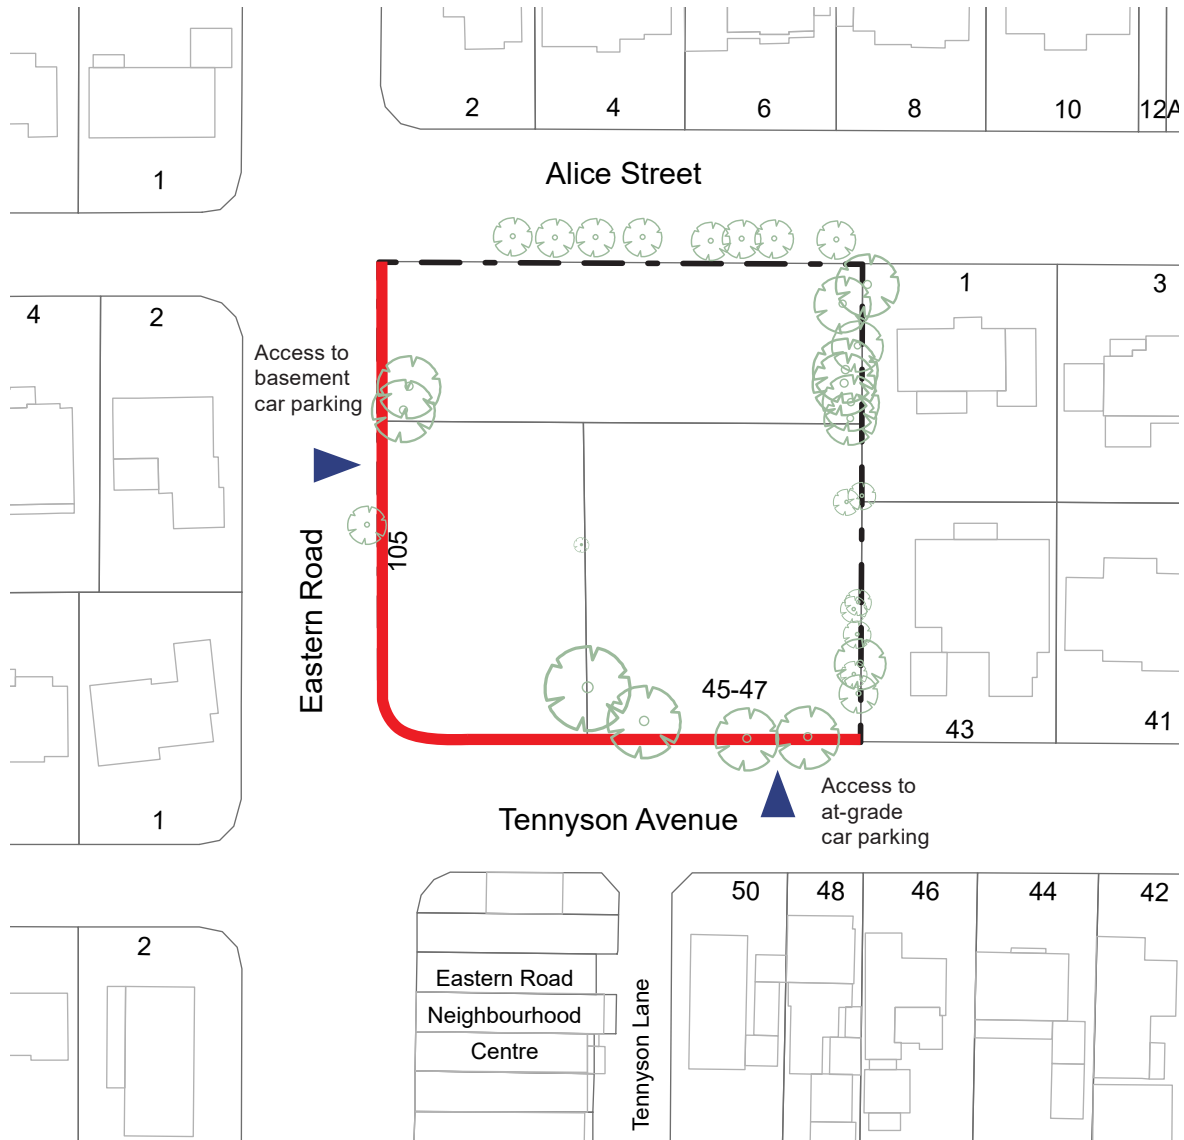 2
4
6
8
10
12A
1
Alice Street
4
2
1
3
Access to
basement
car parking
105
Eastern Road
45-47
43
41
1
Access to
at-grade
car parking
Tennyson Avenue
50
48
46
44
42
2
Eastern Road
Neighbourhood
Centre
Tennyson Lane